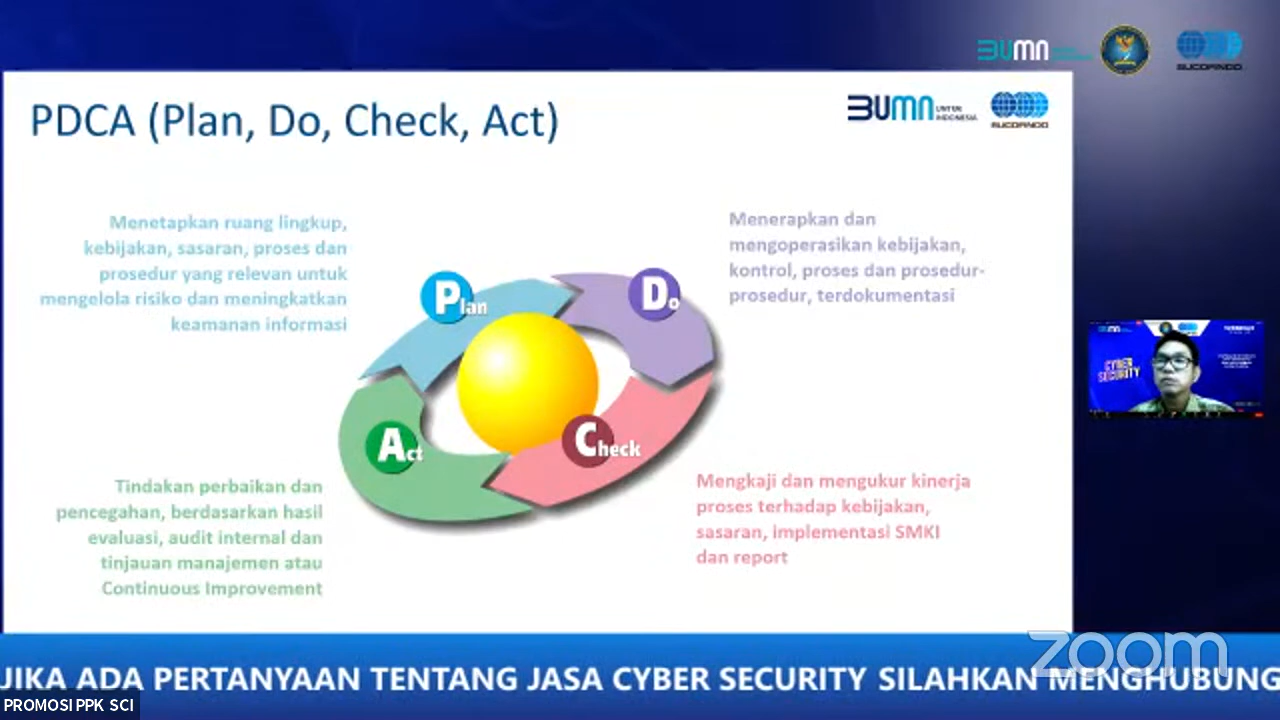 BUMN
SUCOFINDO
PDCA (Plan, Do, Check, Act)
BUMN UNTUK
INDONESIA
SUCOFINDO
Menetapkan ruang lingkup,
kebijakan, sasaran, proses dan
prosedur yang relevan untuk
mengelola risiko dan meningkatkan
keamanan informasi
Menerapkan dan
mengoperasikan kebijakan,
kontrol, proses dan prosedur-
prosedur, terdokumentasi
Plan
Do
Act
Check
Tindakan perbaikan dan
pencegahan, berdasarkan hasil
evaluasi, audit internal dan
tinjauan manajemen atau
Continuous Improvement
Mengkaji dan mengukur kinerja
proses terhadap kebijakan,
sasaran, implementasi SMKI
dan report
CYBER
SECURITY
zoom
JIKA ADA PERTANYAAN TENTANG JASA CYBER SECURITY SILAHKAN MENGHUBUNG
PROMOSI PPK SCI